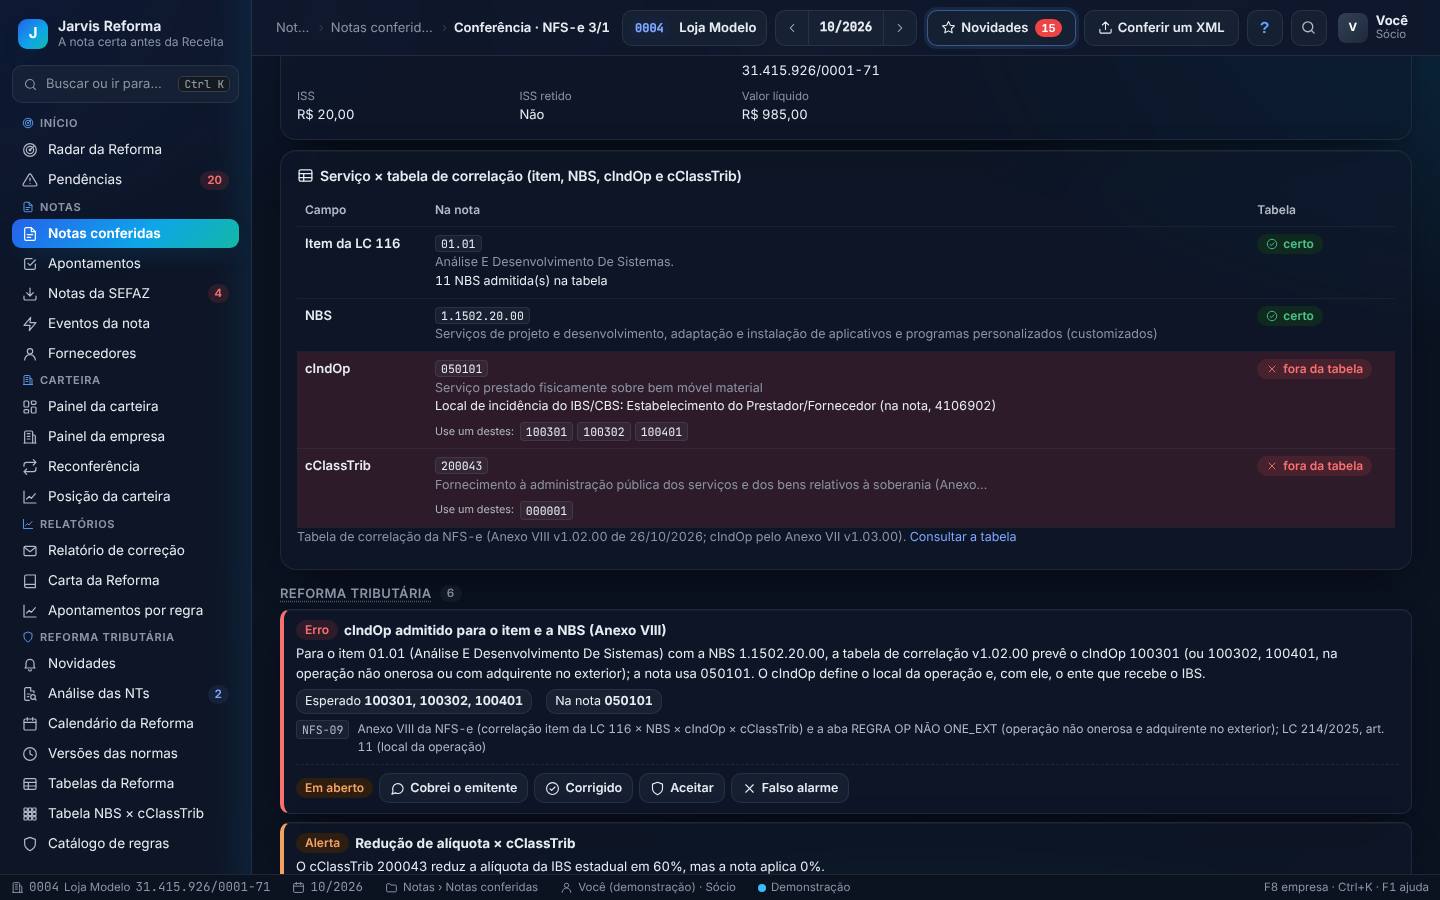 Jarvis Reforma
A nota certa antes da Receita
Buscar ou ir para... Ctrl K
INÍCIO
Radar da Reforma
Pendências 20
NOTAS
Notas conferidas
Apontamentos
Notas da SEFAZ 4
Eventos da nota
Fornecedores
CARTEIRA
Painel da carteira
Painel da empresa
Reconferência
Posição da carteira
RELATÓRIOS
Relatório de correção
Carta da Reforma
Apontamentos por regra
REFORMA TRIBUTÁRIA
Novidades
Análise das NTs 2
Calendário da Reforma
Versões das normas
Tabelas da Reforma
Tabela NBS × cClassTrib
Catálogo de regras
Not... › Notas conferid... › Conferência · NFS-e 3/1 0004 Loja Modelo ‹ 10/2026 › Novidades 15 Conferir um XML ? V Você
Sócio
31.415.926/0001-71
ISS ISS retido Valor líquido
R$ 20,00 Não R$ 985,00
Serviço × tabela de correlação (item, NBS, cIndOp e cClassTrib)
Campo Na nota Tabela
Item da LC 116 01.01 certo
Análise E Desenvolvimento De Sistemas.
11 NBS admitida(s) na tabela
NBS 1.1502.20.00 certo
Serviços de projeto e desenvolvimento, adaptação e instalação de aplicativos e programas personalizados (customizados)
cIndOp 050101 fora da tabela
Serviço prestado fisicamente sobre bem móvel material
Local de incidência do IBS/CBS: Estabelecimento do Prestador/Fornecedor (na nota, 4106902)
Use um destes: 100301 100302 100401
cClassTrib 200043 fora da tabela
Fornecimento à administração pública dos serviços e dos bens relativos à soberania (Anexo...
Use um destes: 000001
Tabela de correlação da NFS-e (Anexo VIII v1.02.00 de 26/10/2026; cIndOp pelo Anexo VII v1.03.00). Consultar a tabela
REFORMA TRIBUTÁRIA 6
Erro cIndOp admitido para o item e a NBS (Anexo VIII)
Para o item 01.01 (Análise E Desenvolvimento De Sistemas) com a NBS 1.1502.20.00, a tabela de correlação v1.02.00 prevê o cIndOp 100301 (ou 100302, 100401, na
operação não onerosa ou com adquirente no exterior); a nota usa 050101. O cIndOp define o local da operação e, com ele, o ente que recebe o IBS.
Esperado 100301, 100302, 100401 Na nota 050101
NFS-09 Anexo VIII da NFS-e (correlação item da LC 116 × NBS × cIndOp × cClassTrib) e a aba REGRA OP NÃO ONE_EXT (operação não onerosa e adquirente no exterior); LC 214/2025, art.
11 (local da operação)
Em aberto Cobrei o emitente Corrigido Aceitar Falso alarme
Alerta Redução de alíquota × cClassTrib
O cClassTrib 200043 reduz a alíquota da IBS estadual em 60%, mas a nota aplica 0%.
0004 Loja Modelo 31.415.926/0001-71 10/2026 Notas › Notas conferidas Você (demonstração) · Sócio Demonstração F8 empresa · Ctrl+K · F1 ajuda